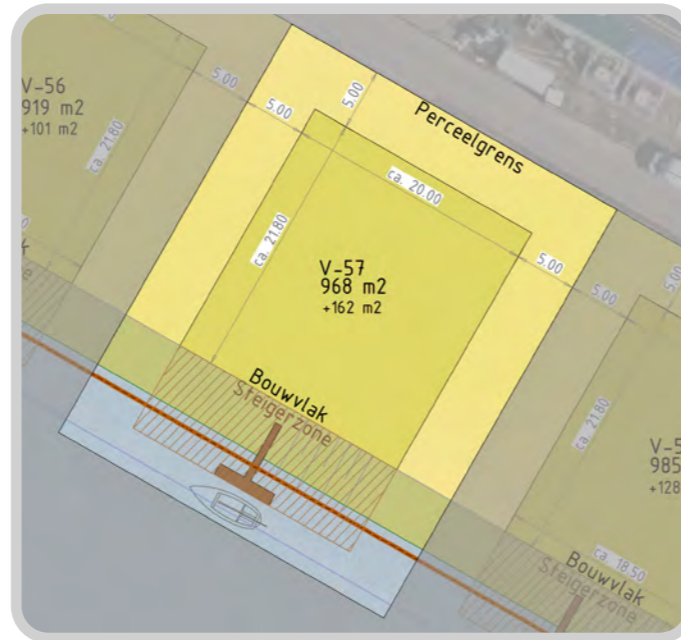 V-56
919 m2
+101 m2
ca. 21.80
5.00
5.00
5.00
Perceelgrens
ca. 20.00
ca. 21.80
V-57
968 m2
+162 m2
5.00
5.00
5.00
Bouwvlak
Steigerzone
ca. 21.80
985
+128
ca. 18.50
Bouwvlak
Steigerzone